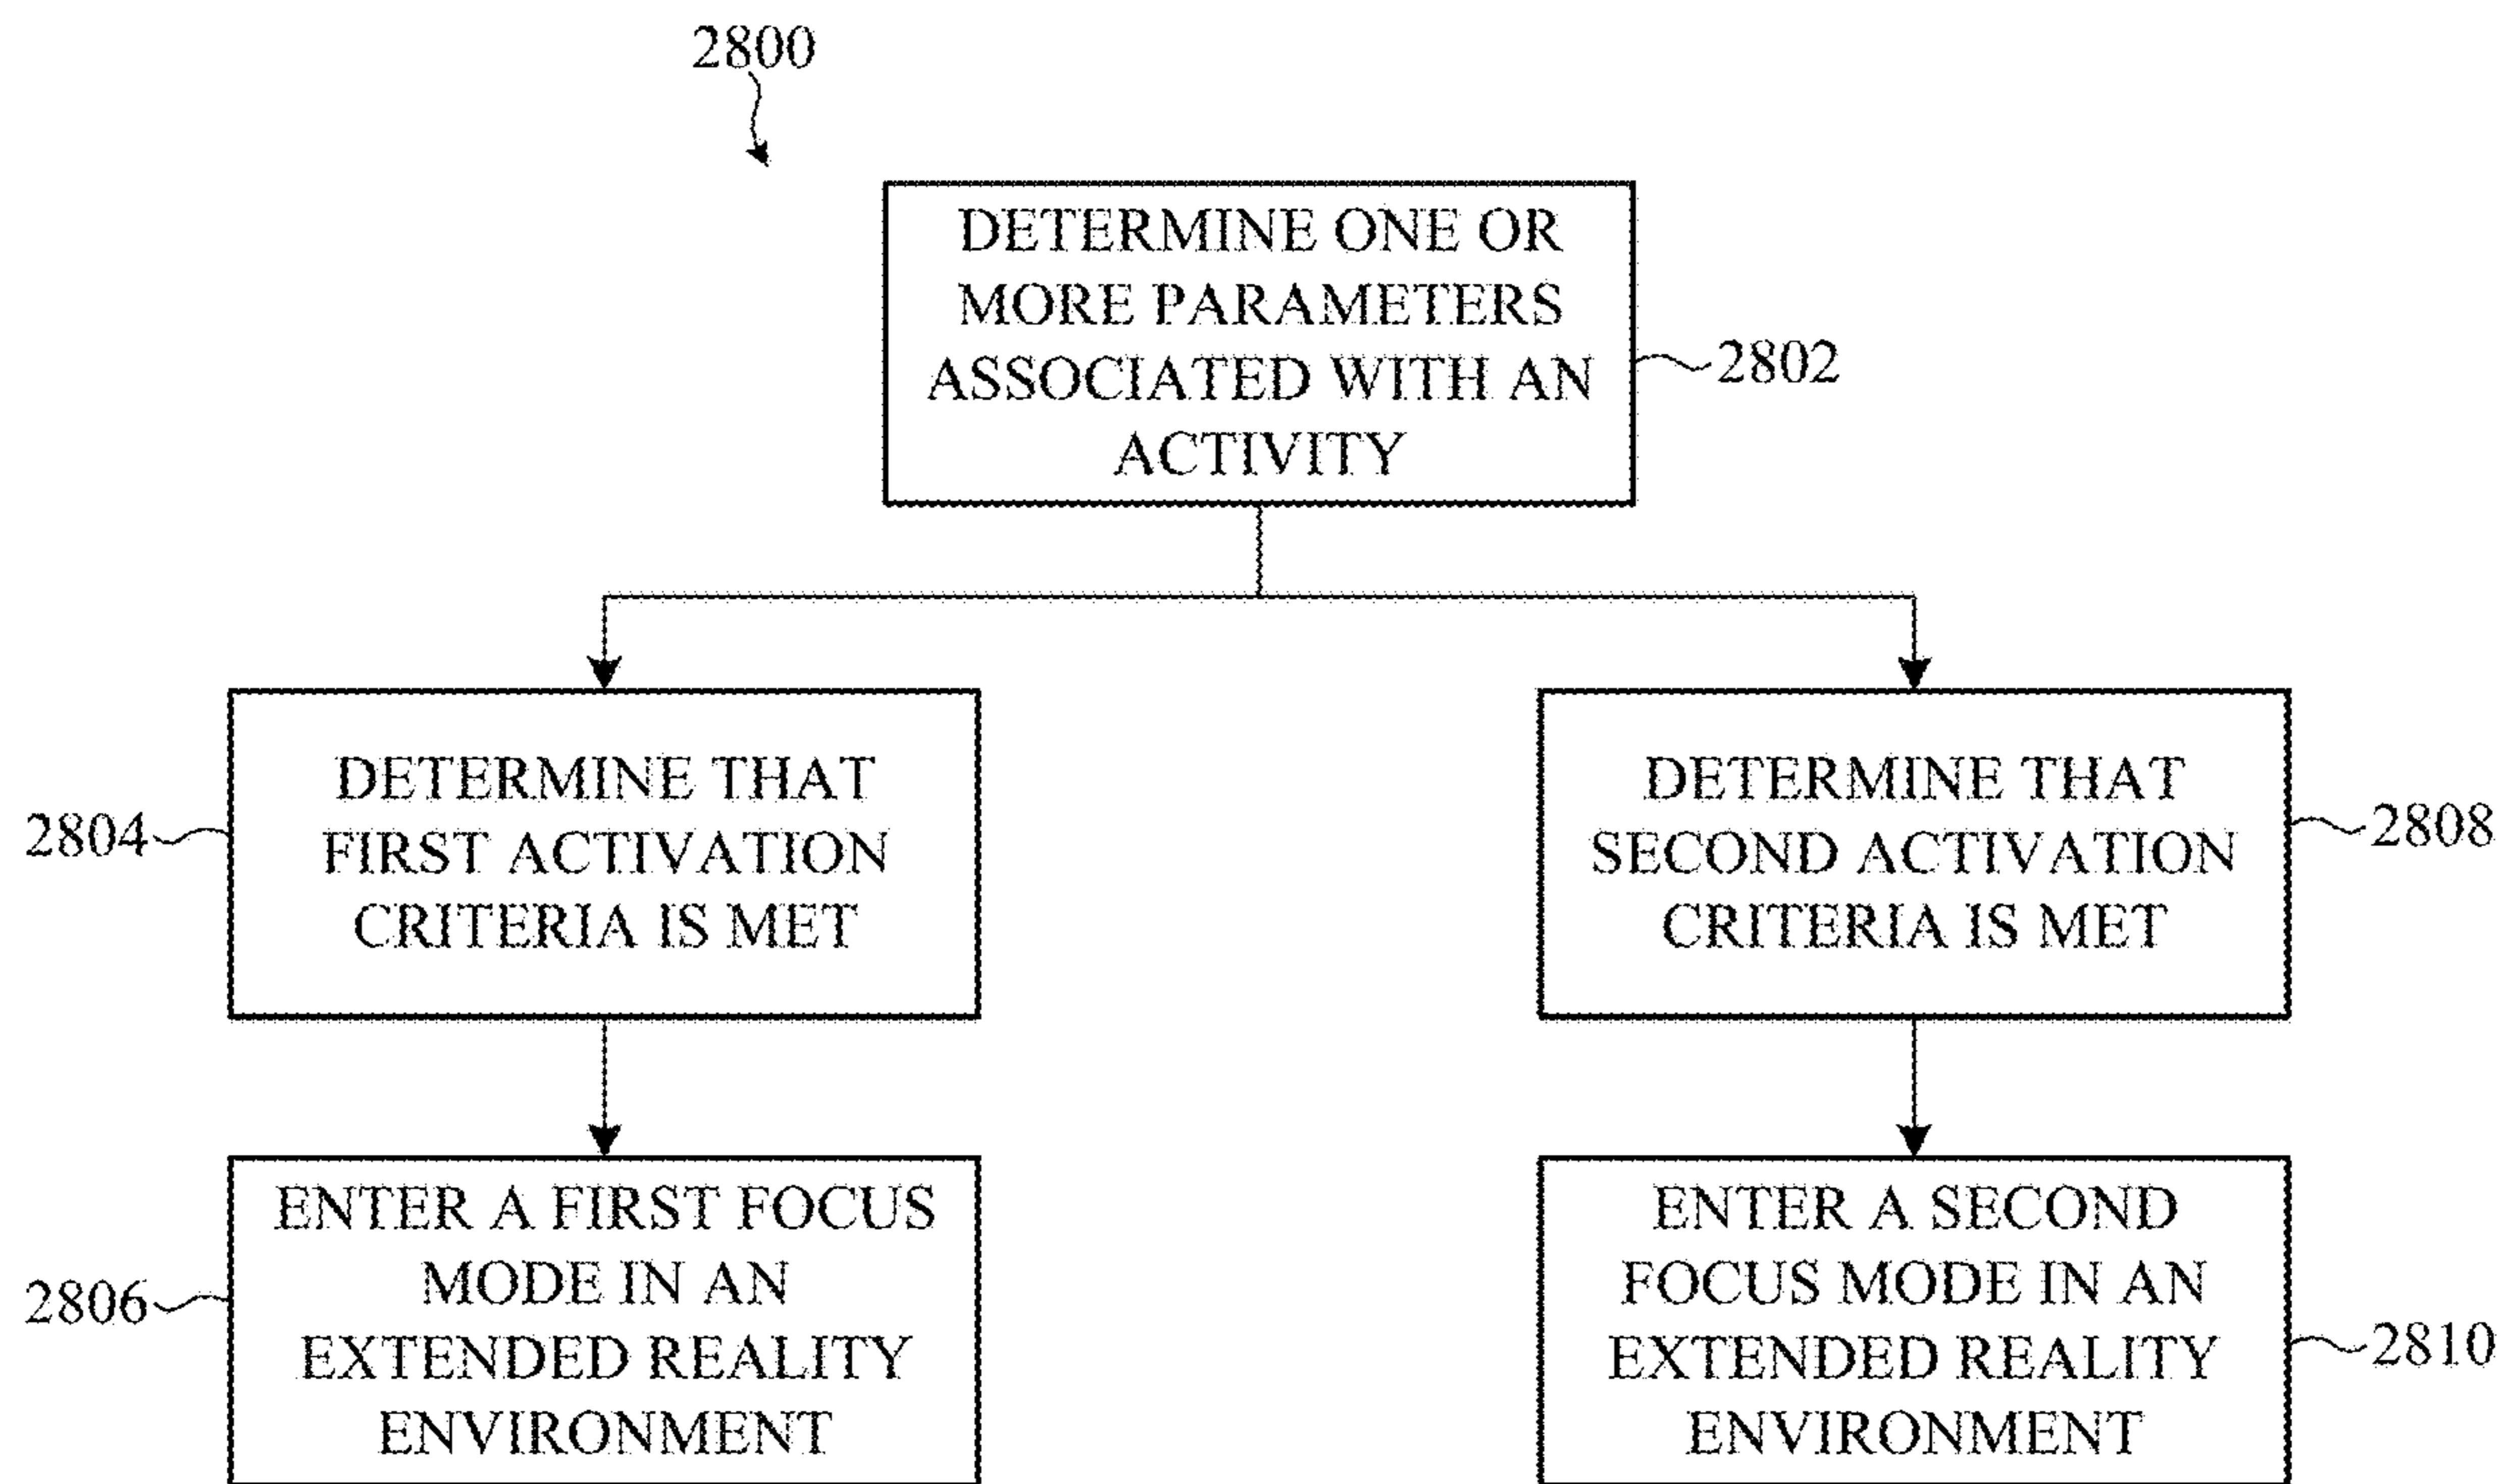 2800
DETERMINE ONE OR
MORE PARAMETERS
ASSOCIATED WITH AN
ACTIVITY
2802
DETERMINE THAT
FIRST ACTIVATION
CRITERIA IS MET
2804
DETERMINE THAT
SECOND ACTIVATION
CRITERIA IS MET
2808
ENTER A FIRST FOCUS
MODE IN AN
EXTENDED REALITY
ENVIRONMENT
2806
ENTER A SECOND
FOCUS MODE IN AN
EXTENDED REALITY
ENVIRONMENT
2810